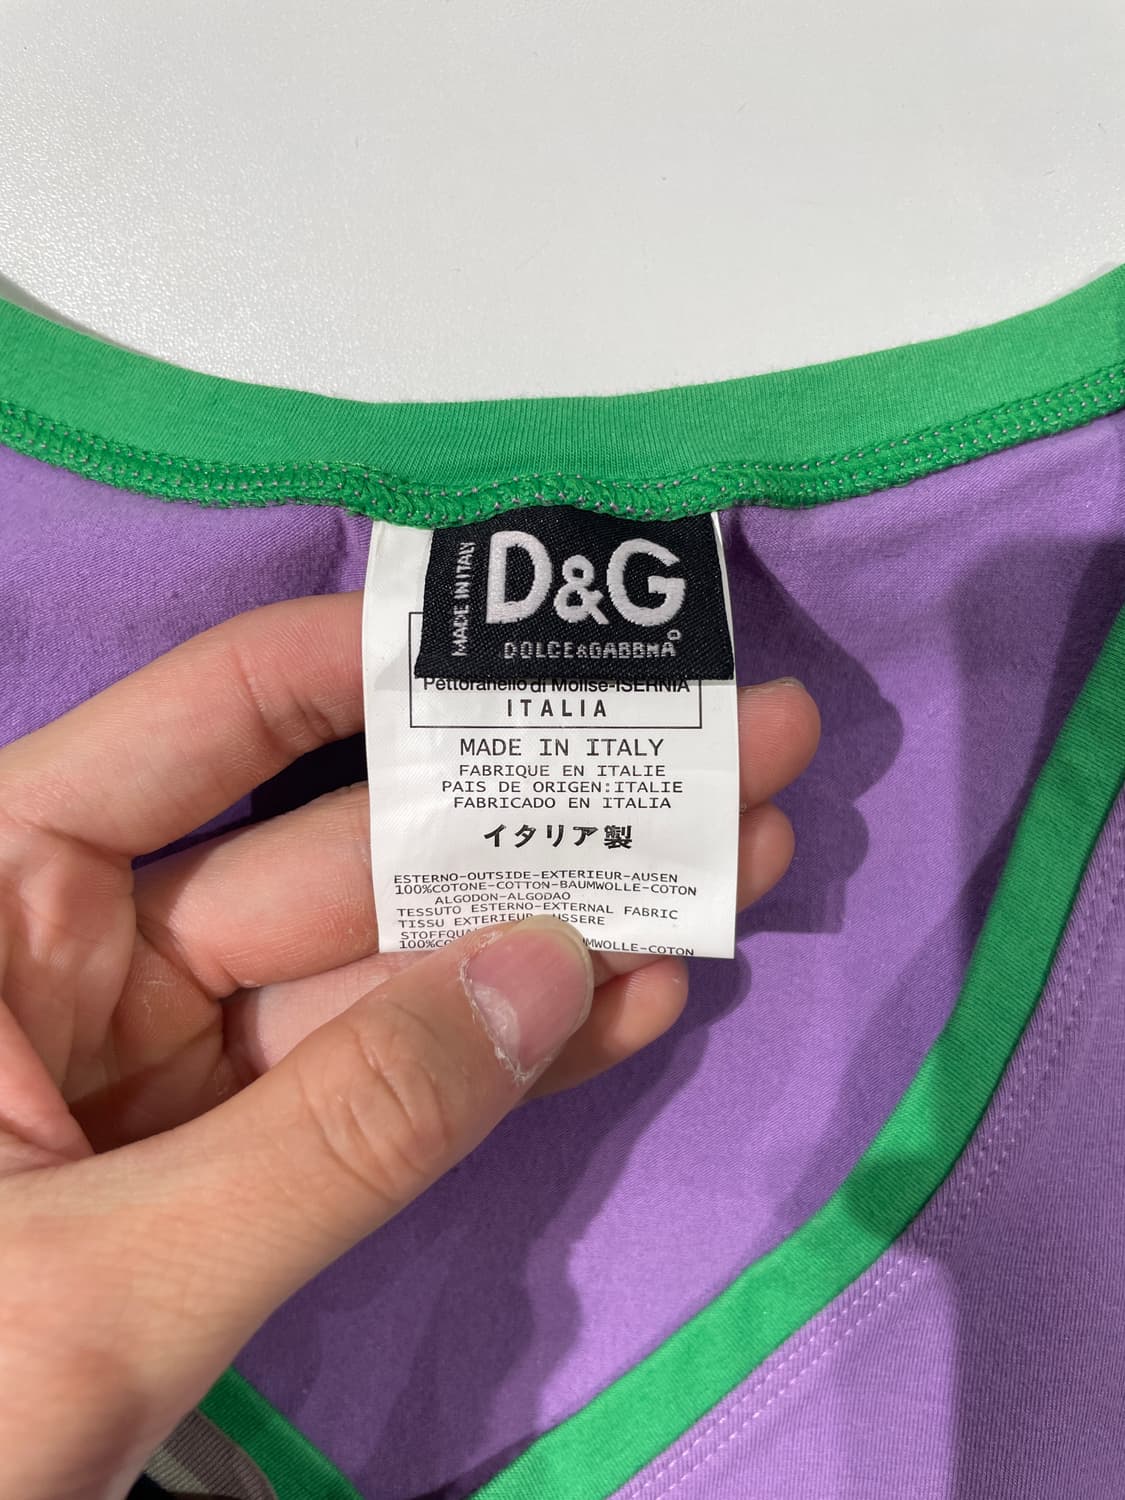 MADE IN ITALY
D&G
DOLCE&GABBANA
Pettoranello di Molise-ISERNIA
ITALIA
MADE IN ITALY
FABRIQUE EN ITALIE
PAIS DE ORIGEN:ITALIE
FABRICADO EN ITALIA
イタリア製
ESTERNO-OUTSIDE-EXTERIEUR-AUSEN
100%COTONE-COTTON-BAUMWOLLE-COTON
ALGODON-ALGODAO
TESSUTO ESTERNO-EXTERNAL FABRIC
TISSU EXTERIEUR
-COTON